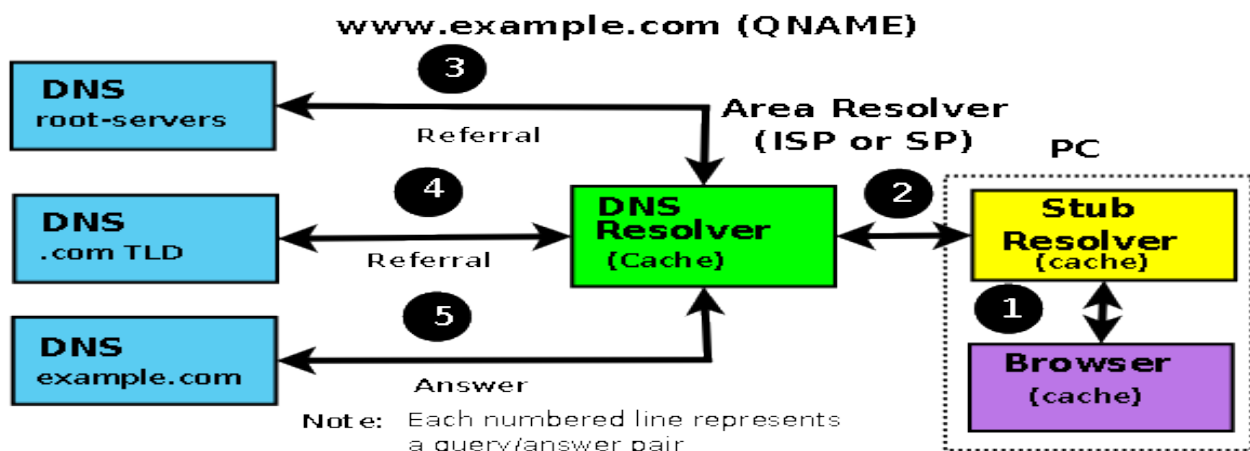 www.example.com (QNAME)
3
DNS
root-servers
Referral
Area Resolver
(ISP or SP)
PC
4
2
DNS
.com TLD
Referral
DNS
Resolver
(Cache)
Stub
Resolver
(cache)
5
1
DNS
example.com
Answer
Browser
(cache)
Note: Each numbered line represents
a query/answer pair